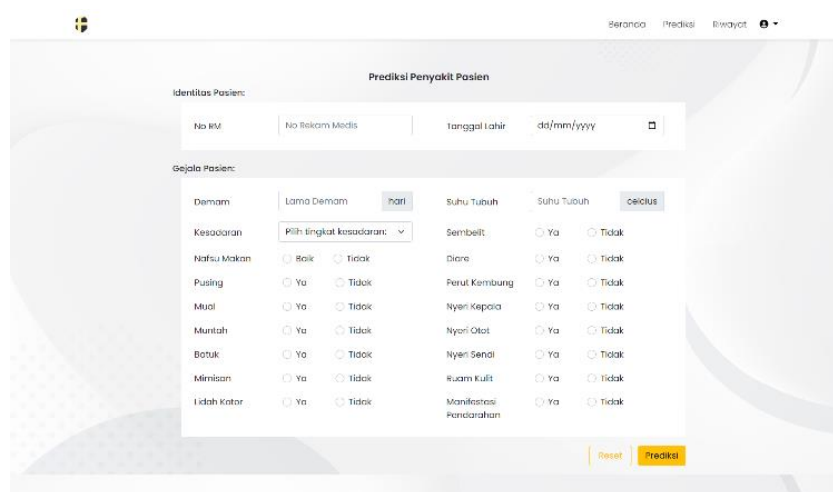 Beranda Prediksi Riwayat
Prediksi Penyakit Pasien
Identitas Pasien:
No RM No Rekam Medis Tanggal Lahir dd/mm/yyyy
Gejala Pasien:
Demam Lama Demam hari Suhu Tubuh Suhu Tubuh celcius
Kesadaran Pilih tingkat kesadaran: Sembelit Ya Tidak
Nafsu Makan Baik Tidak Diare Ya Tidak
Pusing Ya Tidak Perut Kembung Ya Tidak
Mual Ya Tidak Nyeri Kepala Ya Tidak
Muntah Ya Tidak Nyeri Otot Ya Tidak
Batuk Ya Tidak Nyeri Sendi Ya Tidak
Mimisan Ya Tidak Ruam Kulit Ya Tidak
Lidah Kotor Ya Tidak Manifestasi Ya Tidak
Pendarahan
Reset Prediksi